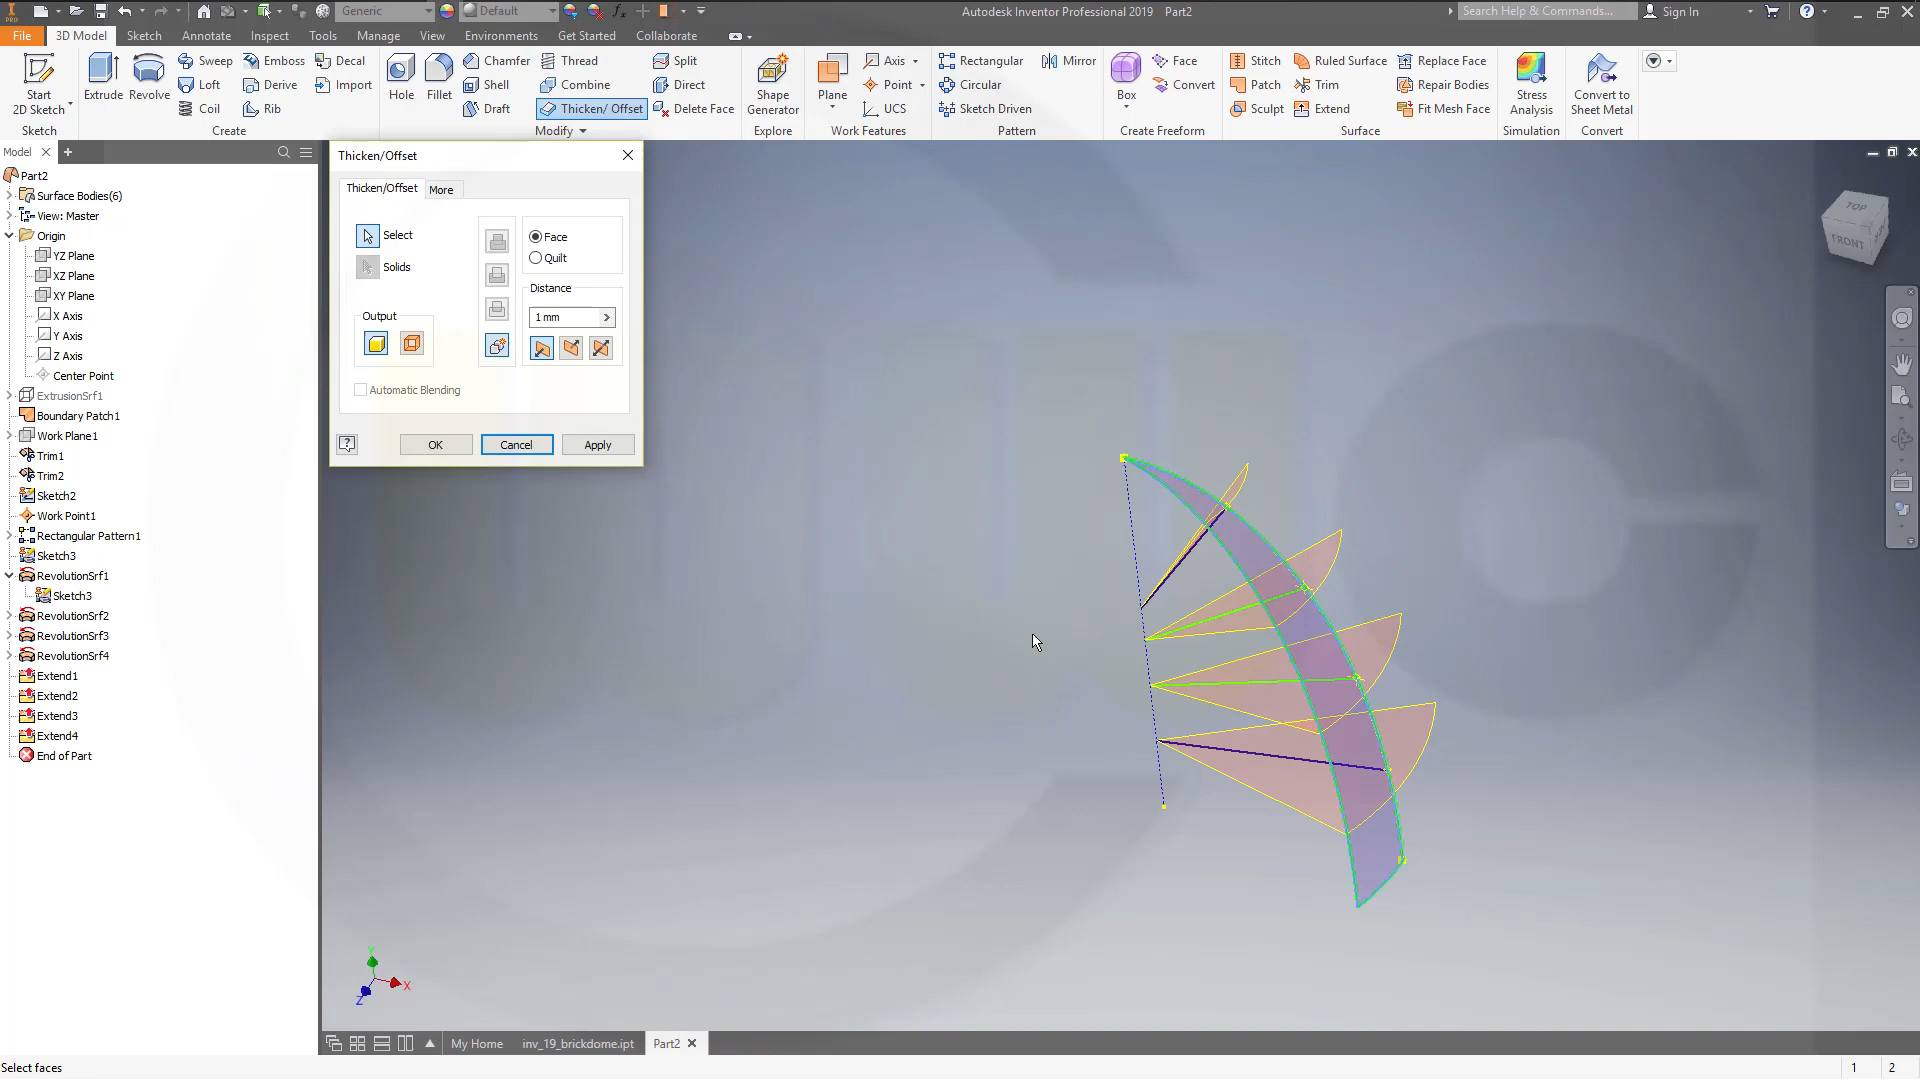 PRO
Generic
Default
fx
Autodesk Inventor Professional 2019 Part2
Search Help & Commands...
Sign In
File
3D Model
Sketch
Annotate
Inspect
Tools
Manage
View
Environments
Get Started
Collaborate
Start
2D Sketch
Sketch
Extrude
Revolve
Sweep
Loft
Coil
Emboss
Derive
Rib
Decal
Import
Create
Hole
Fillet
Chamfer
Shell
Draft
Thread
Combine
Thicken/ Offset
Split
Direct
Delete Face
Modify
Shape
Generator
Explore
Plane
Axis
Point
UCS
Work Features
Rectangular
Circular
Sketch Driven
Mirror
Pattern
Box
Face
Convert
Create Freeform
Stitch
Patch
Sculpt
Ruled Surface
Trim
Extend
Replace Face
Repair Bodies
Fit Mesh Face
Surface
Stress
Analysis
Simulation
Convert to
Sheet Metal
Convert
Model
Part2
Surface Bodies(6)
View: Master
Origin
YZ Plane
XZ Plane
XY Plane
X Axis
Y Axis
Z Axis
Center Point
ExtrusionSrf1
Boundary Patch1
Work Plane1
Trim1
Trim2
Sketch2
Work Point1
Rectangular Pattern1
Sketch3
RevolutionSrf1
Sketch3
RevolutionSrf2
RevolutionSrf3
RevolutionSrf4
Extend1
Extend2
Extend3
Extend4
End of Part
Thicken/Offset
Thicken/Offset
More
Select
Solids
Face
Quilt
Distance
1 mm
Output
Automatic Blending
OK
Cancel
Apply
TOP
FRONT
Y
X
Z
My Home
inv_19_brickdome.ipt
Part2
Select faces
1
2